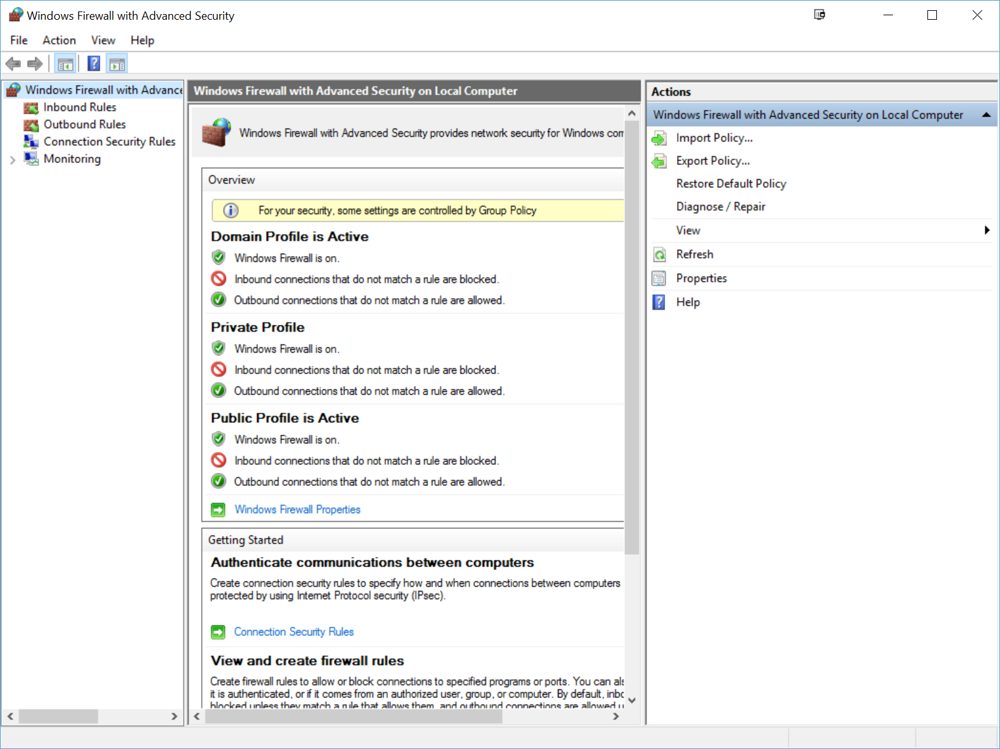 Windows Firewall with Advanced Security
File Action View Help
Windows Firewall with Advance
Inbound Rules
Outbound Rules
Connection Security Rules
Monitoring
Windows Firewall with Advanced Security on Local Computer
Windows Firewall with Advanced Security provides network security for Windows com
Overview
For your security, some settings are controlled by Group Policy
Domain Profile is Active
Windows Firewall is on.
Inbound connections that do not match a rule are blocked.
Outbound connections that do not match a rule are allowed.
Private Profile
Windows Firewall is on.
Inbound connections that do not match a rule are blocked.
Outbound connections that do not match a rule are allowed.
Public Profile is Active
Windows Firewall is on.
Inbound connections that do not match a rule are blocked.
Outbound connections that do not match a rule are allowed.
Windows Firewall Properties
Getting Started
Authenticate communications between computers
Create connection security rules to specify how and when connections between computers
protected by using Internet Protocol security (IPsec).
Connection Security Rules
View and create firewall rules
Create firewall rules to allow or block connections to specified programs or ports. You can als
it is authenticated, or if it comes from an authorized user, group, or computer. By default, inbo
blocked unless they match a rule that allows them, and outbound connections are allowed u
Actions
Windows Firewall with Advanced Security on Local Computer
Import Policy...
Export Policy...
Restore Default Policy
Diagnose / Repair
View
Refresh
Properties
Help